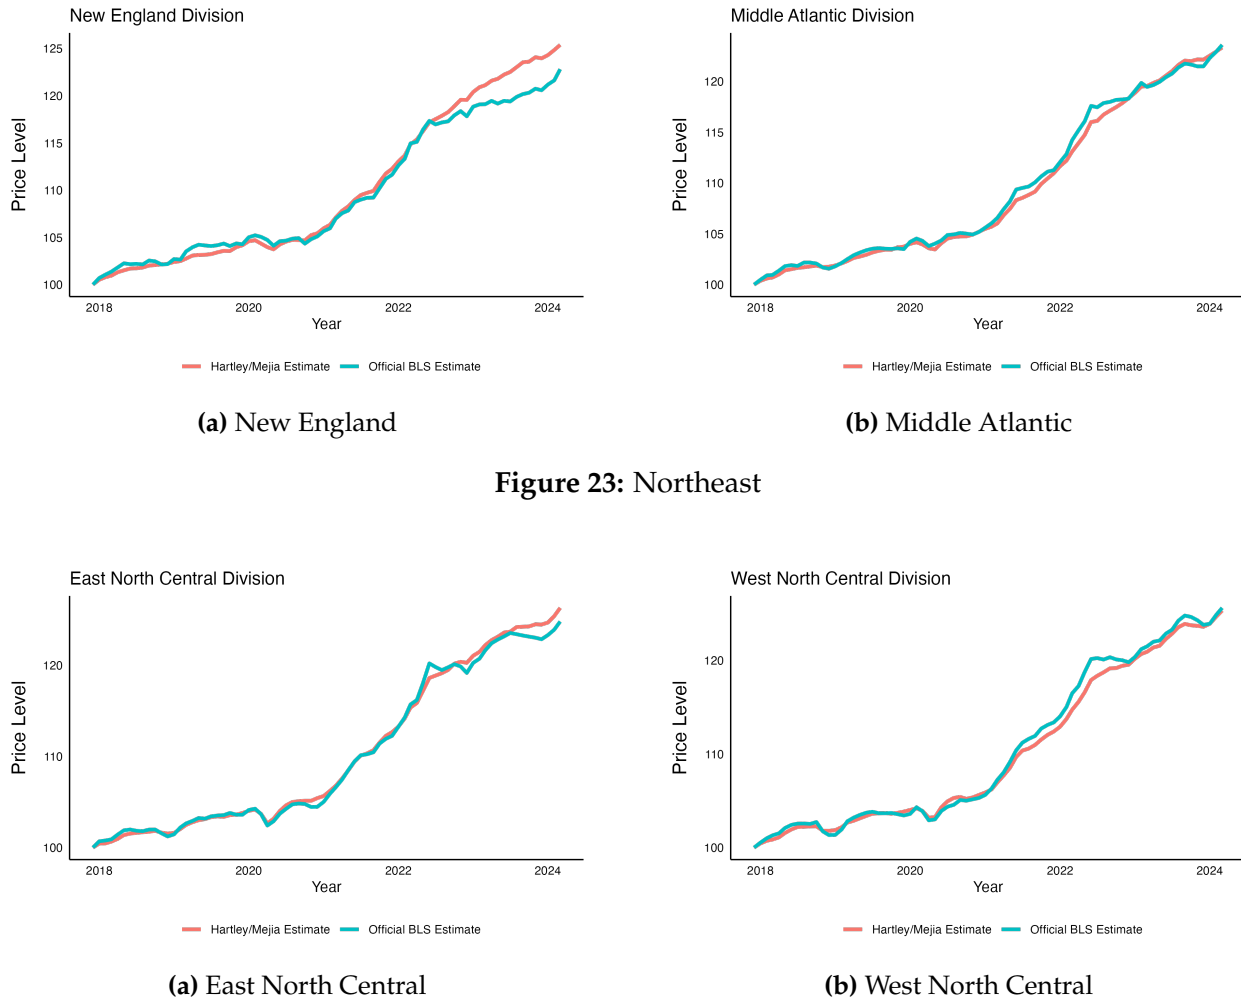 New England Division
125
120
115
110
105
100
Price Level
2018 2020 2022 2024
Year
Hartley/Mejia Estimate Official BLS Estimate
(a) New England
Middle Atlantic Division
120
115
110
105
100
Price Level
2018 2020 2022 2024
Year
Hartley/Mejia Estimate Official BLS Estimate
(b) Middle Atlantic
Figure 23: Northeast
East North Central Division
120
110
100
Price Level
2018 2020 2022 2024
Year
Hartley/Mejia Estimate Official BLS Estimate
(a) East North Central
West North Central Division
120
110
100
Price Level
2018 2020 2022 2024
Year
Hartley/Mejia Estimate Official BLS Estimate
(b) West North Central